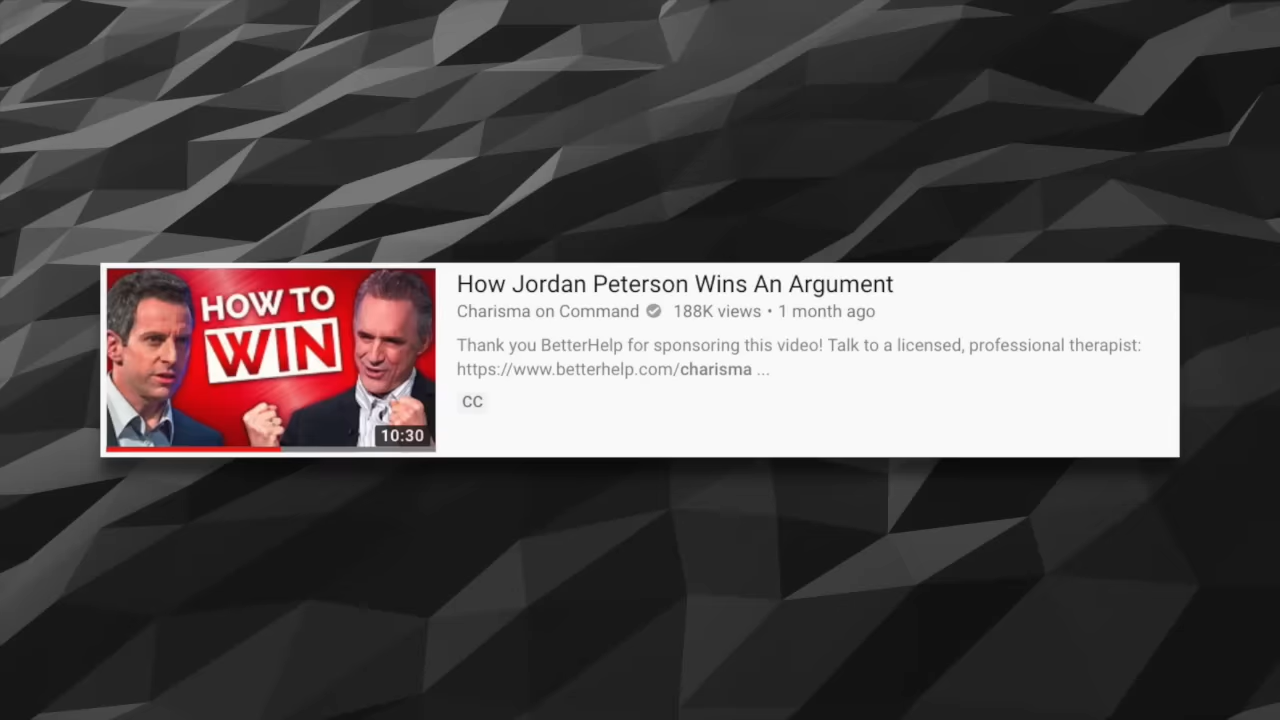 HOW TO
WIN
10:30
How Jordan Peterson Wins An Argument
Charisma on Command 188K views • 1 month ago
Thank you BetterHelp for sponsoring this video! Talk to a licensed, professional therapist:
https://www.betterhelp.com/charisma ...
CC